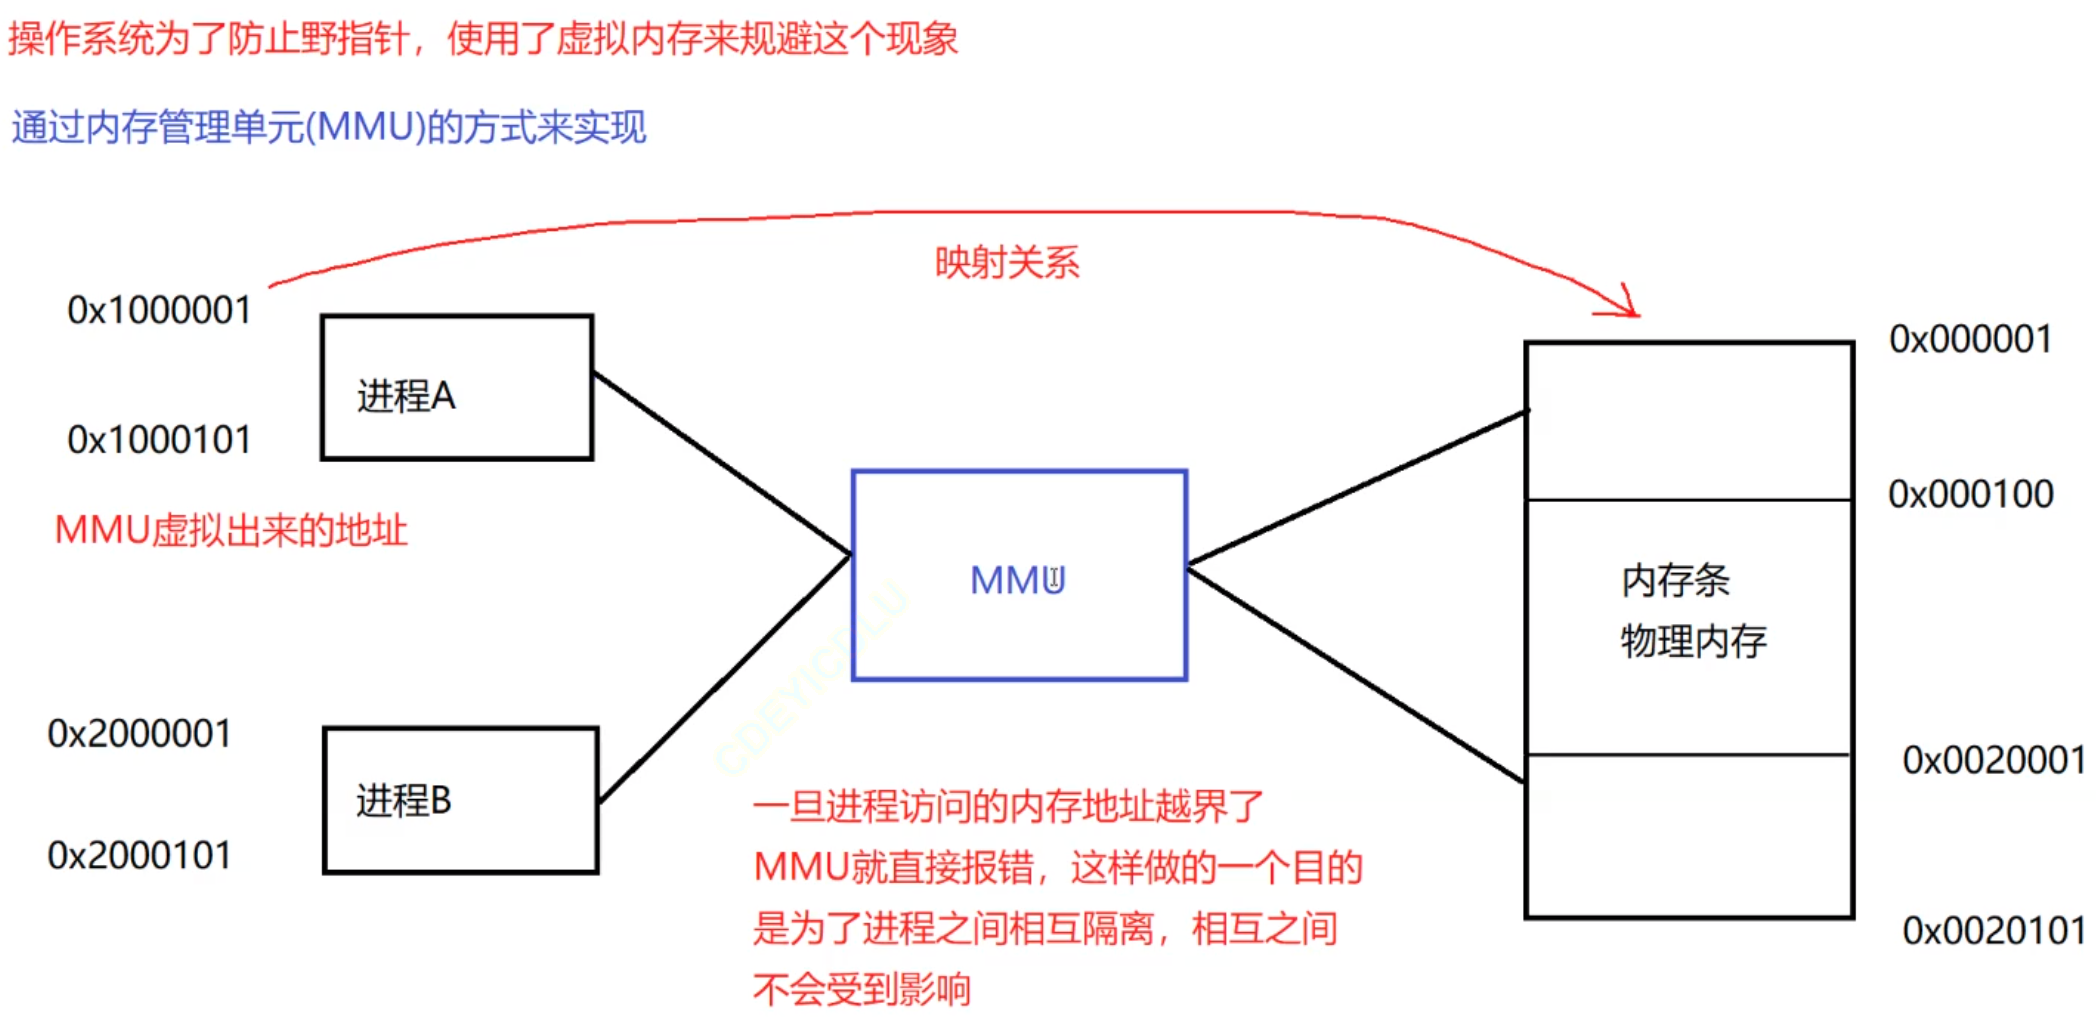 操作系统为了防止野指针，使用了虚拟内存来规避这个现象
通过内存管理单元(MMU)的方式来实现
映射关系
0x1000001
进程A
0x1000101
MMU虚拟出来的地址
0x000001
0x000100
MMU
内存条
物理内存
CDEYICDLU
0x2000001
进程B
0x2000101
0x0020001
0x0020101
一旦进程访问的内存地址越界了
MMU就直接报错，这样做的一个目的
是为了进程之间相互隔离，相互之间
不会受到影响